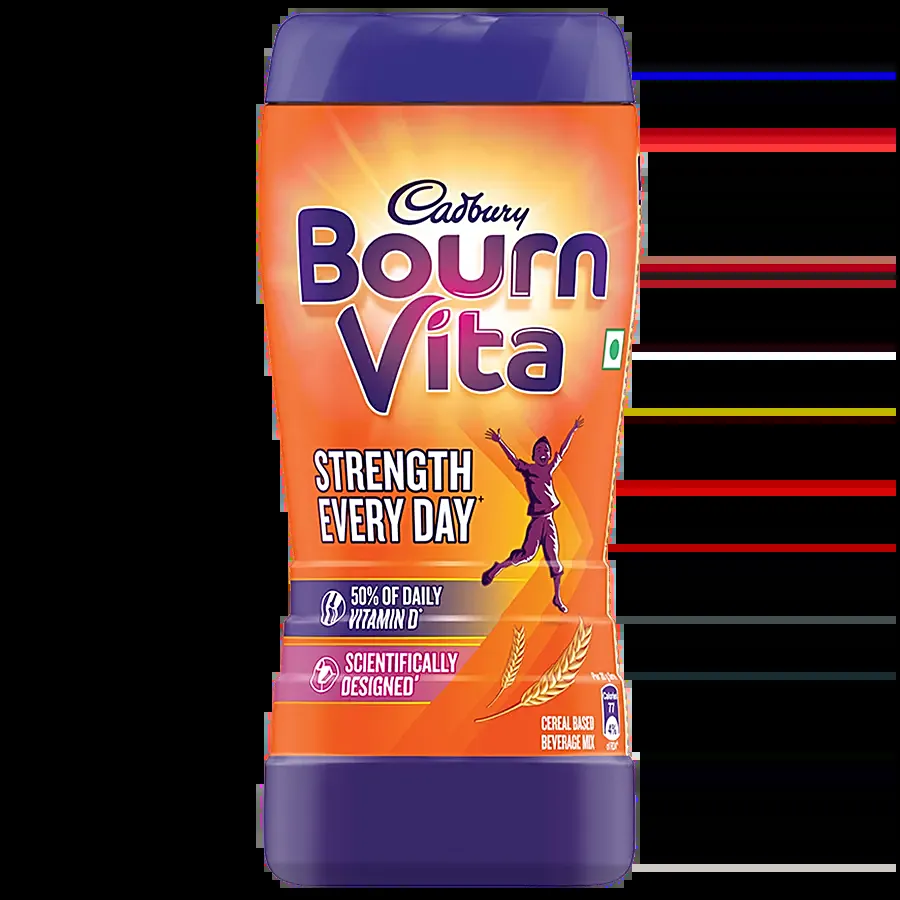 Cadbury
Bourn
Vita
STRENGTH
EVERY DAY+
50% OF DAILY
VITAMIN D*
SCIENTIFICALLY
DESIGNED#
CEREAL BASED
BEVERAGE MIX
Calories
77
4%